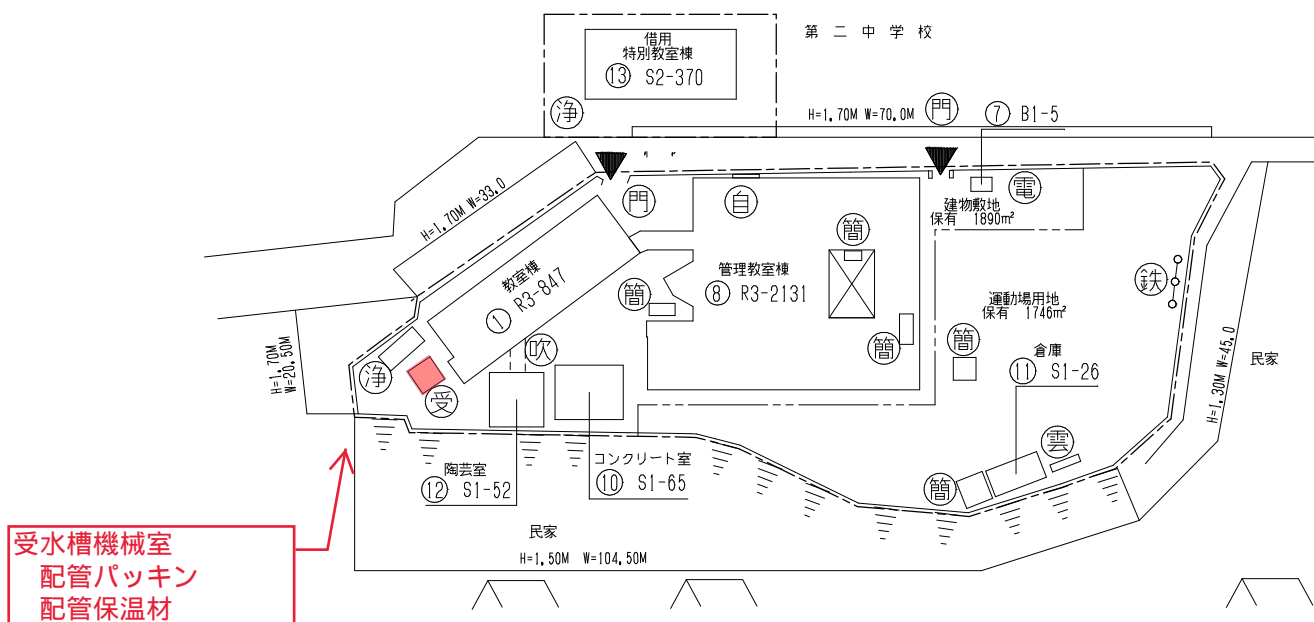 第二中学校
借用
特別教室棟
⑬ S2-370
浄
H=1.70M W=70.0M
門
⑦ B1-5
H=1.70M W=33.0
門
自
電
建物敷地
保有 1890㎡
簡
教室棟
① R3-847
管理教室棟
⑧ R3-2131
簡
鉄
運動場用地
保有 1746㎡
簡
簡
倉庫
⑪ S1-26
H=1.70M
W=20.50M
吹
浄
受
H=1.30M W=45.0
民家
陶芸室
⑫ S1-52
コンクリート室
⑩ S1-65
雲
簡
民家
H=1.50M W=104.50M
受水槽機械室
配管パッキン
配管保温材